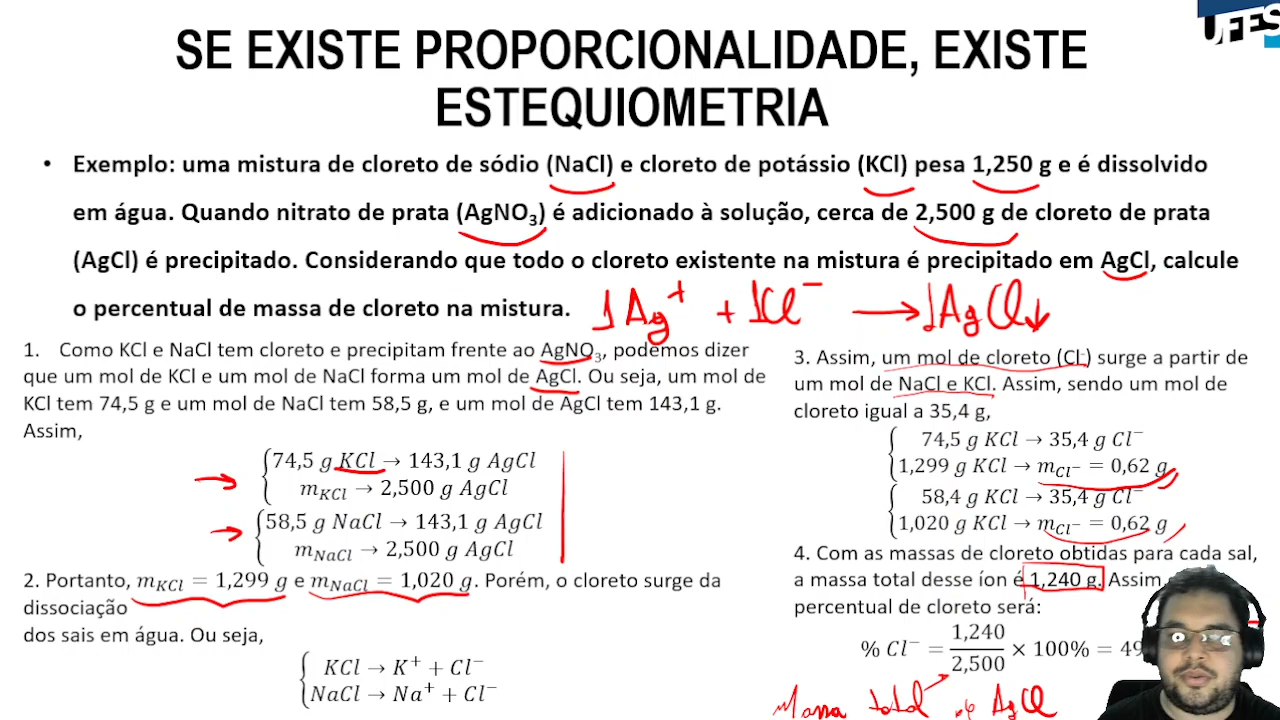 UFES
SE EXISTE PROPORCIONALIDADE, EXISTE
ESTEQUIOMETRIA
• Exemplo: uma mistura de cloreto de sódio (NaCl) e cloreto de potássio (KCl) pesa 1,250 g e é dissolvido
em água. Quando nitrato de prata (AgNO₃) é adicionado à solução, cerca de 2,500 g de cloreto de prata
(AgCl) é precipitado. Considerando que todo o cloreto existente na mistura é precipitado em AgCl, calcule
o percentual de massa de cloreto na mistura.
1Ag⁺ + 1Cl⁻ → 1AgCl↓
1. Como KCl e NaCl tem cloreto e precipitam frente ao AgNO₃, podemos dizer
que um mol de KCl e um mol de NaCl forma um mol de AgCl. Ou seja, um mol de
KCl tem 74,5 g e um mol de NaCl tem 58,5 g, e um mol de AgCl tem 143,1 g.
Assim,
74,5 g KCl → 143,1 g AgCl
m_KCl → 2,500 g AgCl
58,5 g NaCl → 143,1 g AgCl
m_NaCl → 2,500 g AgCl
2. Portanto, m_KCl = 1,299 g e m_NaCl = 1,020 g. Porém, o cloreto surge da
dissociação
dos sais em água. Ou seja,
KCl → K⁺ + Cl⁻
NaCl → Na⁺ + Cl⁻
3. Assim, um mol de cloreto (Cl⁻) surge a partir de
um mol de NaCl e KCl. Assim, sendo um mol de
cloreto igual a 35,4 g,
74,5 g KCl → 35,4 g Cl⁻
1,299 g KCl → m_Cl⁻ = 0,62 g
58,4 g KCl → 35,4 g Cl⁻
1,020 g KCl → m_Cl⁻ = 0,62 g
4. Com as massas de cloreto obtidas para cada sal,
a massa total desse íon é 1,240 g. Assim,
percentual de cloreto será:
% Cl⁻ = 1,240 / 2,500 × 100% = 49
Massa total de AgCl